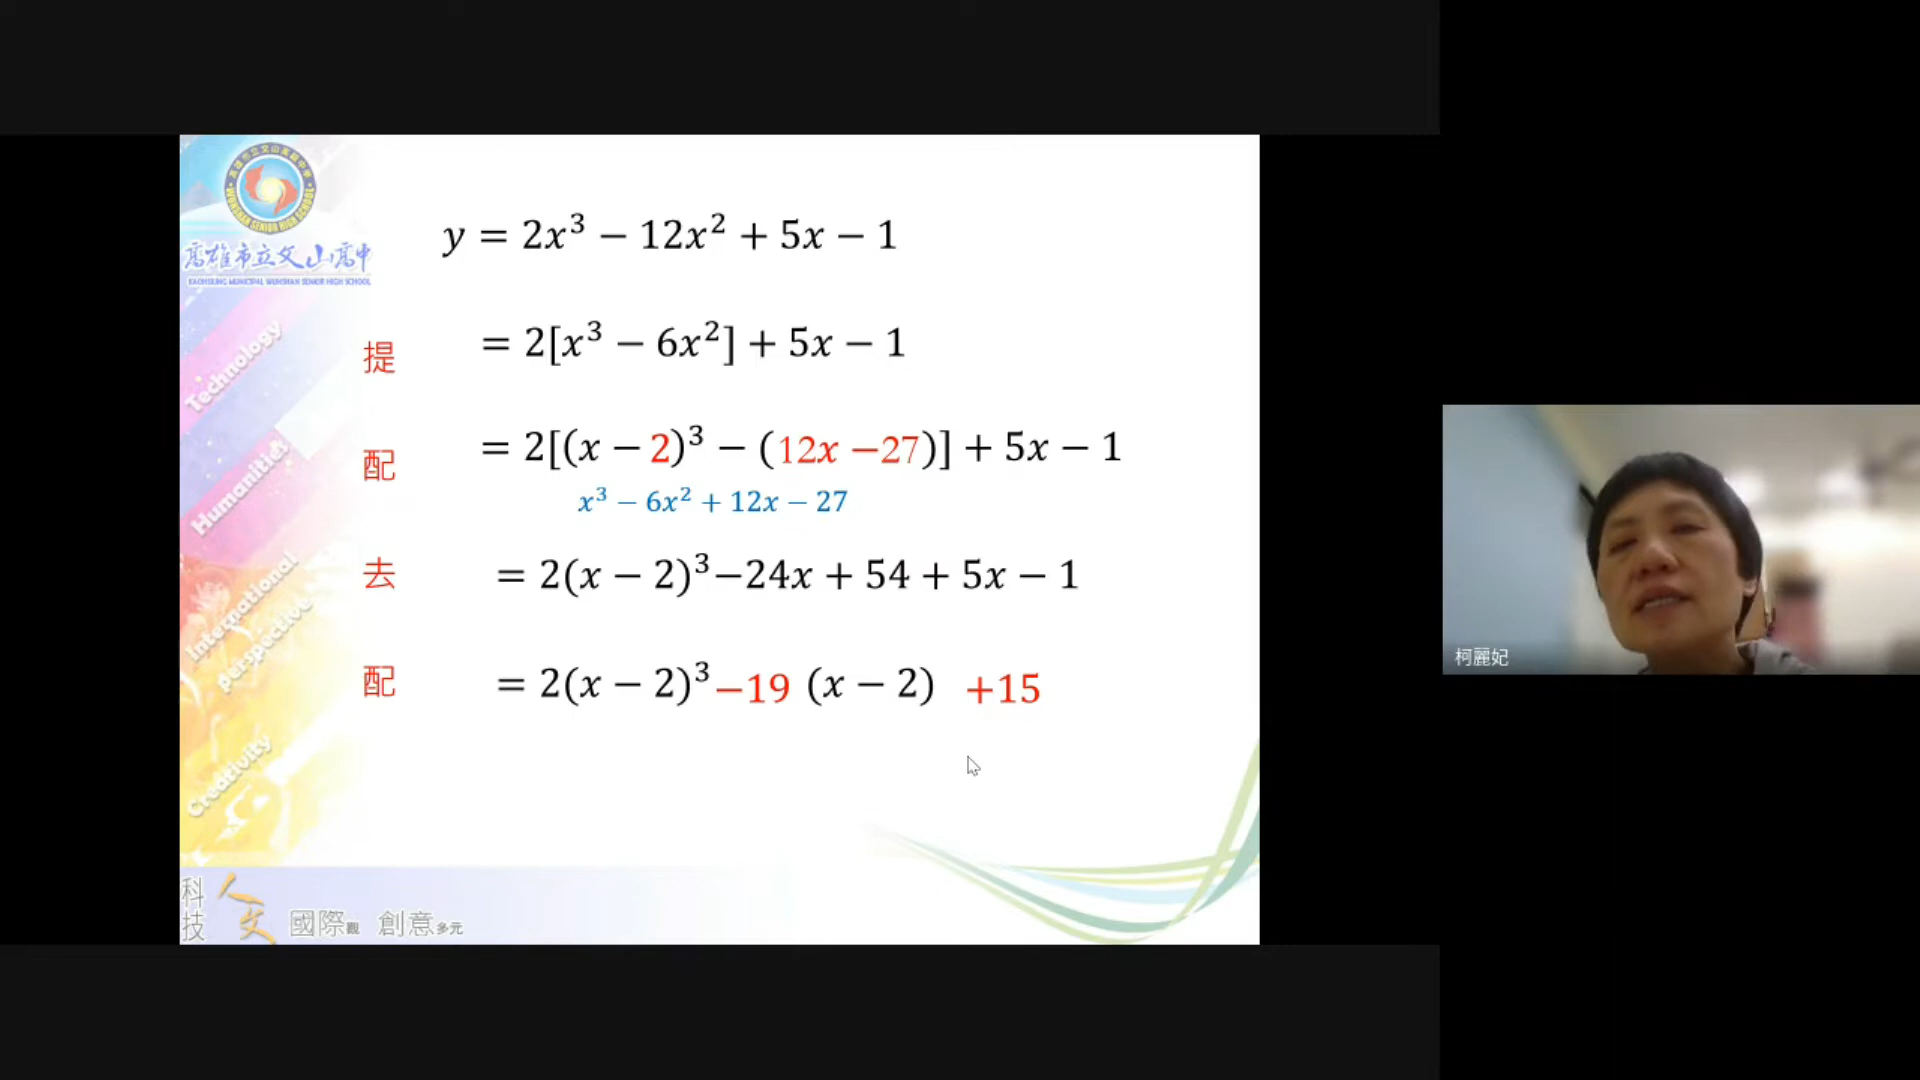 高雄市立文山高中
KAOHSIUNG MUNICIPAL WUNSHAN SENIOR HIGH SCHOOL
y = 2x³ − 12x² + 5x − 1
提 = 2[x³ − 6x²] + 5x − 1
配 = 2[(x − 2)³ − (12x −27)] + 5x − 1
x³ − 6x² + 12x − 27
去 = 2(x − 2)³−24x + 54 + 5x − 1
配 = 2(x − 2)³−19 (x − 2) +15
Technology
Humanities
International perspective
Creativity
科技 人文 國際觀 創意多元
柯麗妃